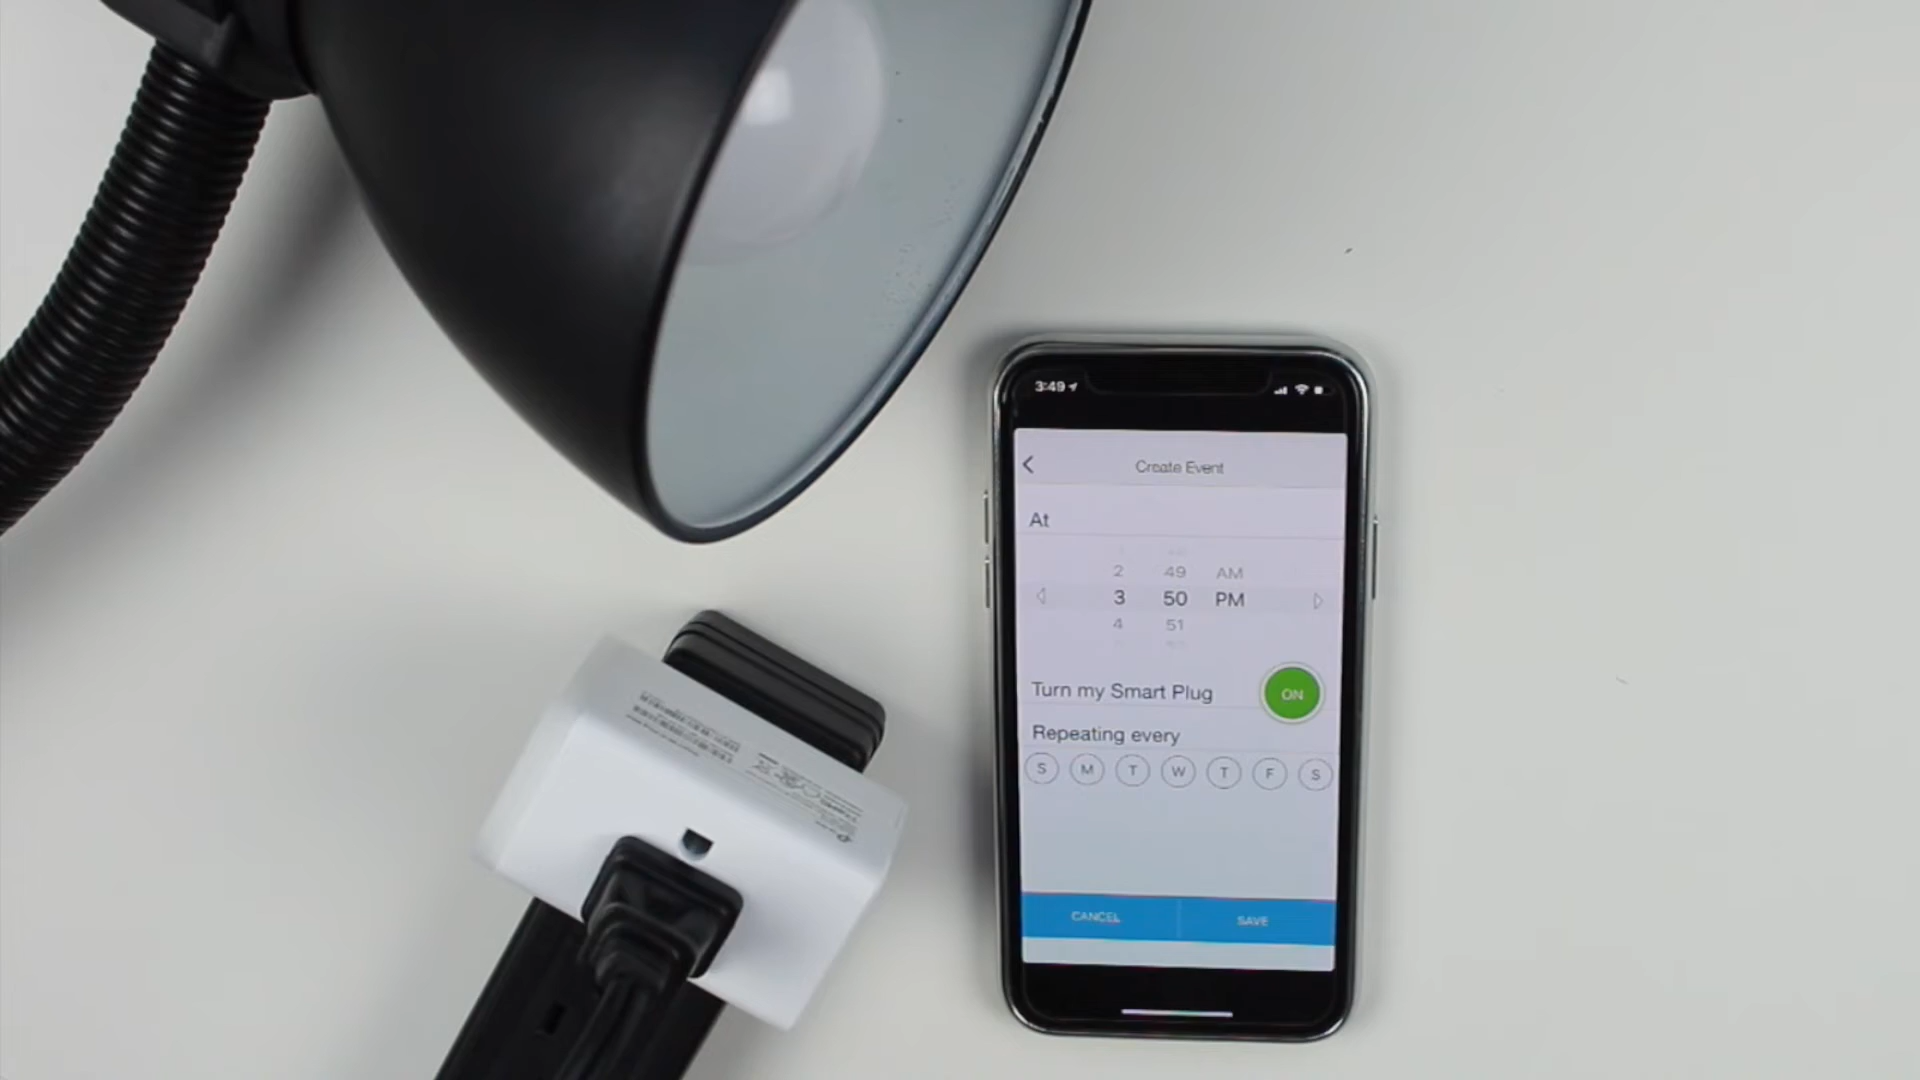 3:49
Create Event
At
2 49 AM
3 50 PM
4 51
Turn my Smart Plug ON
Repeating every
S M T W T F S
CANCEL SAVE